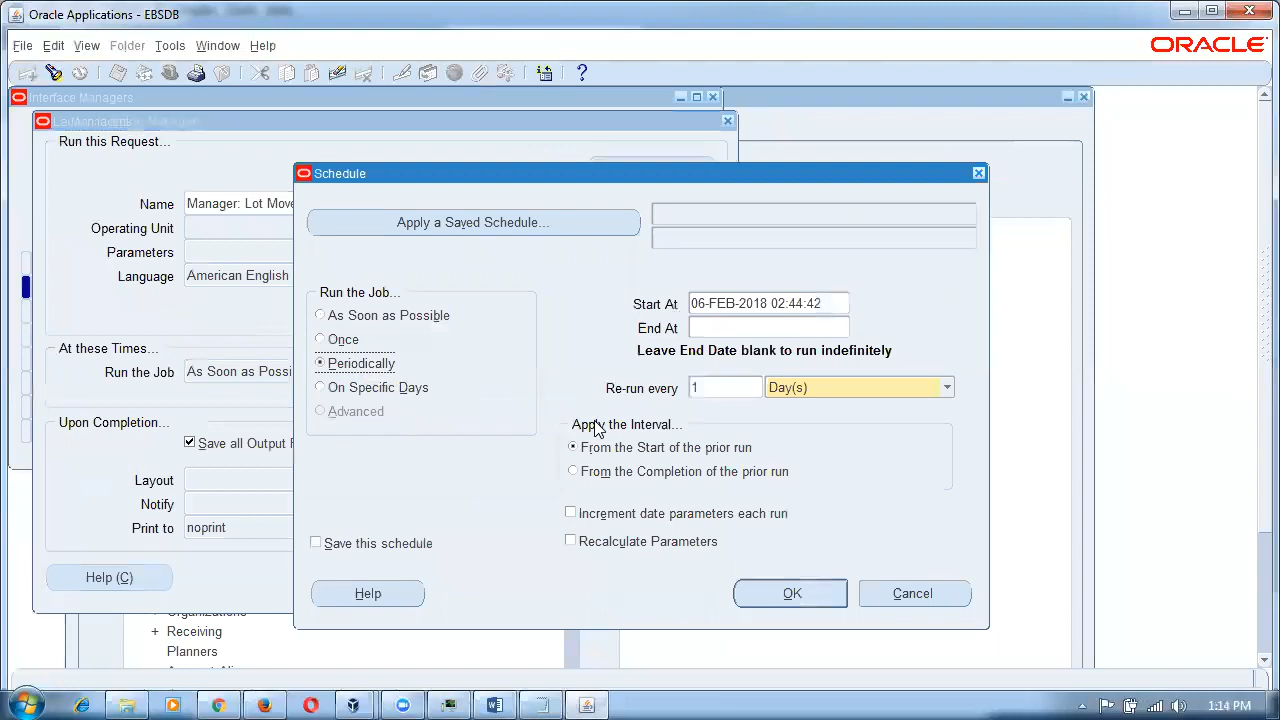 Oracle Applications - EBSDB
File Edit View Folder Tools Window Help
ORACLE
Interface Managers
Run this Request...
Name Manager: Lot Move
Operating Unit
Parameters
Language American English
At these Times...
Run the Job As Soon as Possi
Upon Completion...
Save all Output F
Layout
Notify
Print to noprint
Help (C)
Schedule
Apply a Saved Schedule...
Run the Job...
As Soon as Possible
Once
Periodically
On Specific Days
Advanced
Start At 06-FEB-2018 02:44:42
End At
Leave End Date blank to run indefinitely
Re-run every 1 Day(s)
Apply the Interval...
From the Start of the prior run
From the Completion of the prior run
Increment date parameters each run
Recalculate Parameters
Save this schedule
Help OK Cancel
Organizations
+ Receiving
Planners
1:14 PM